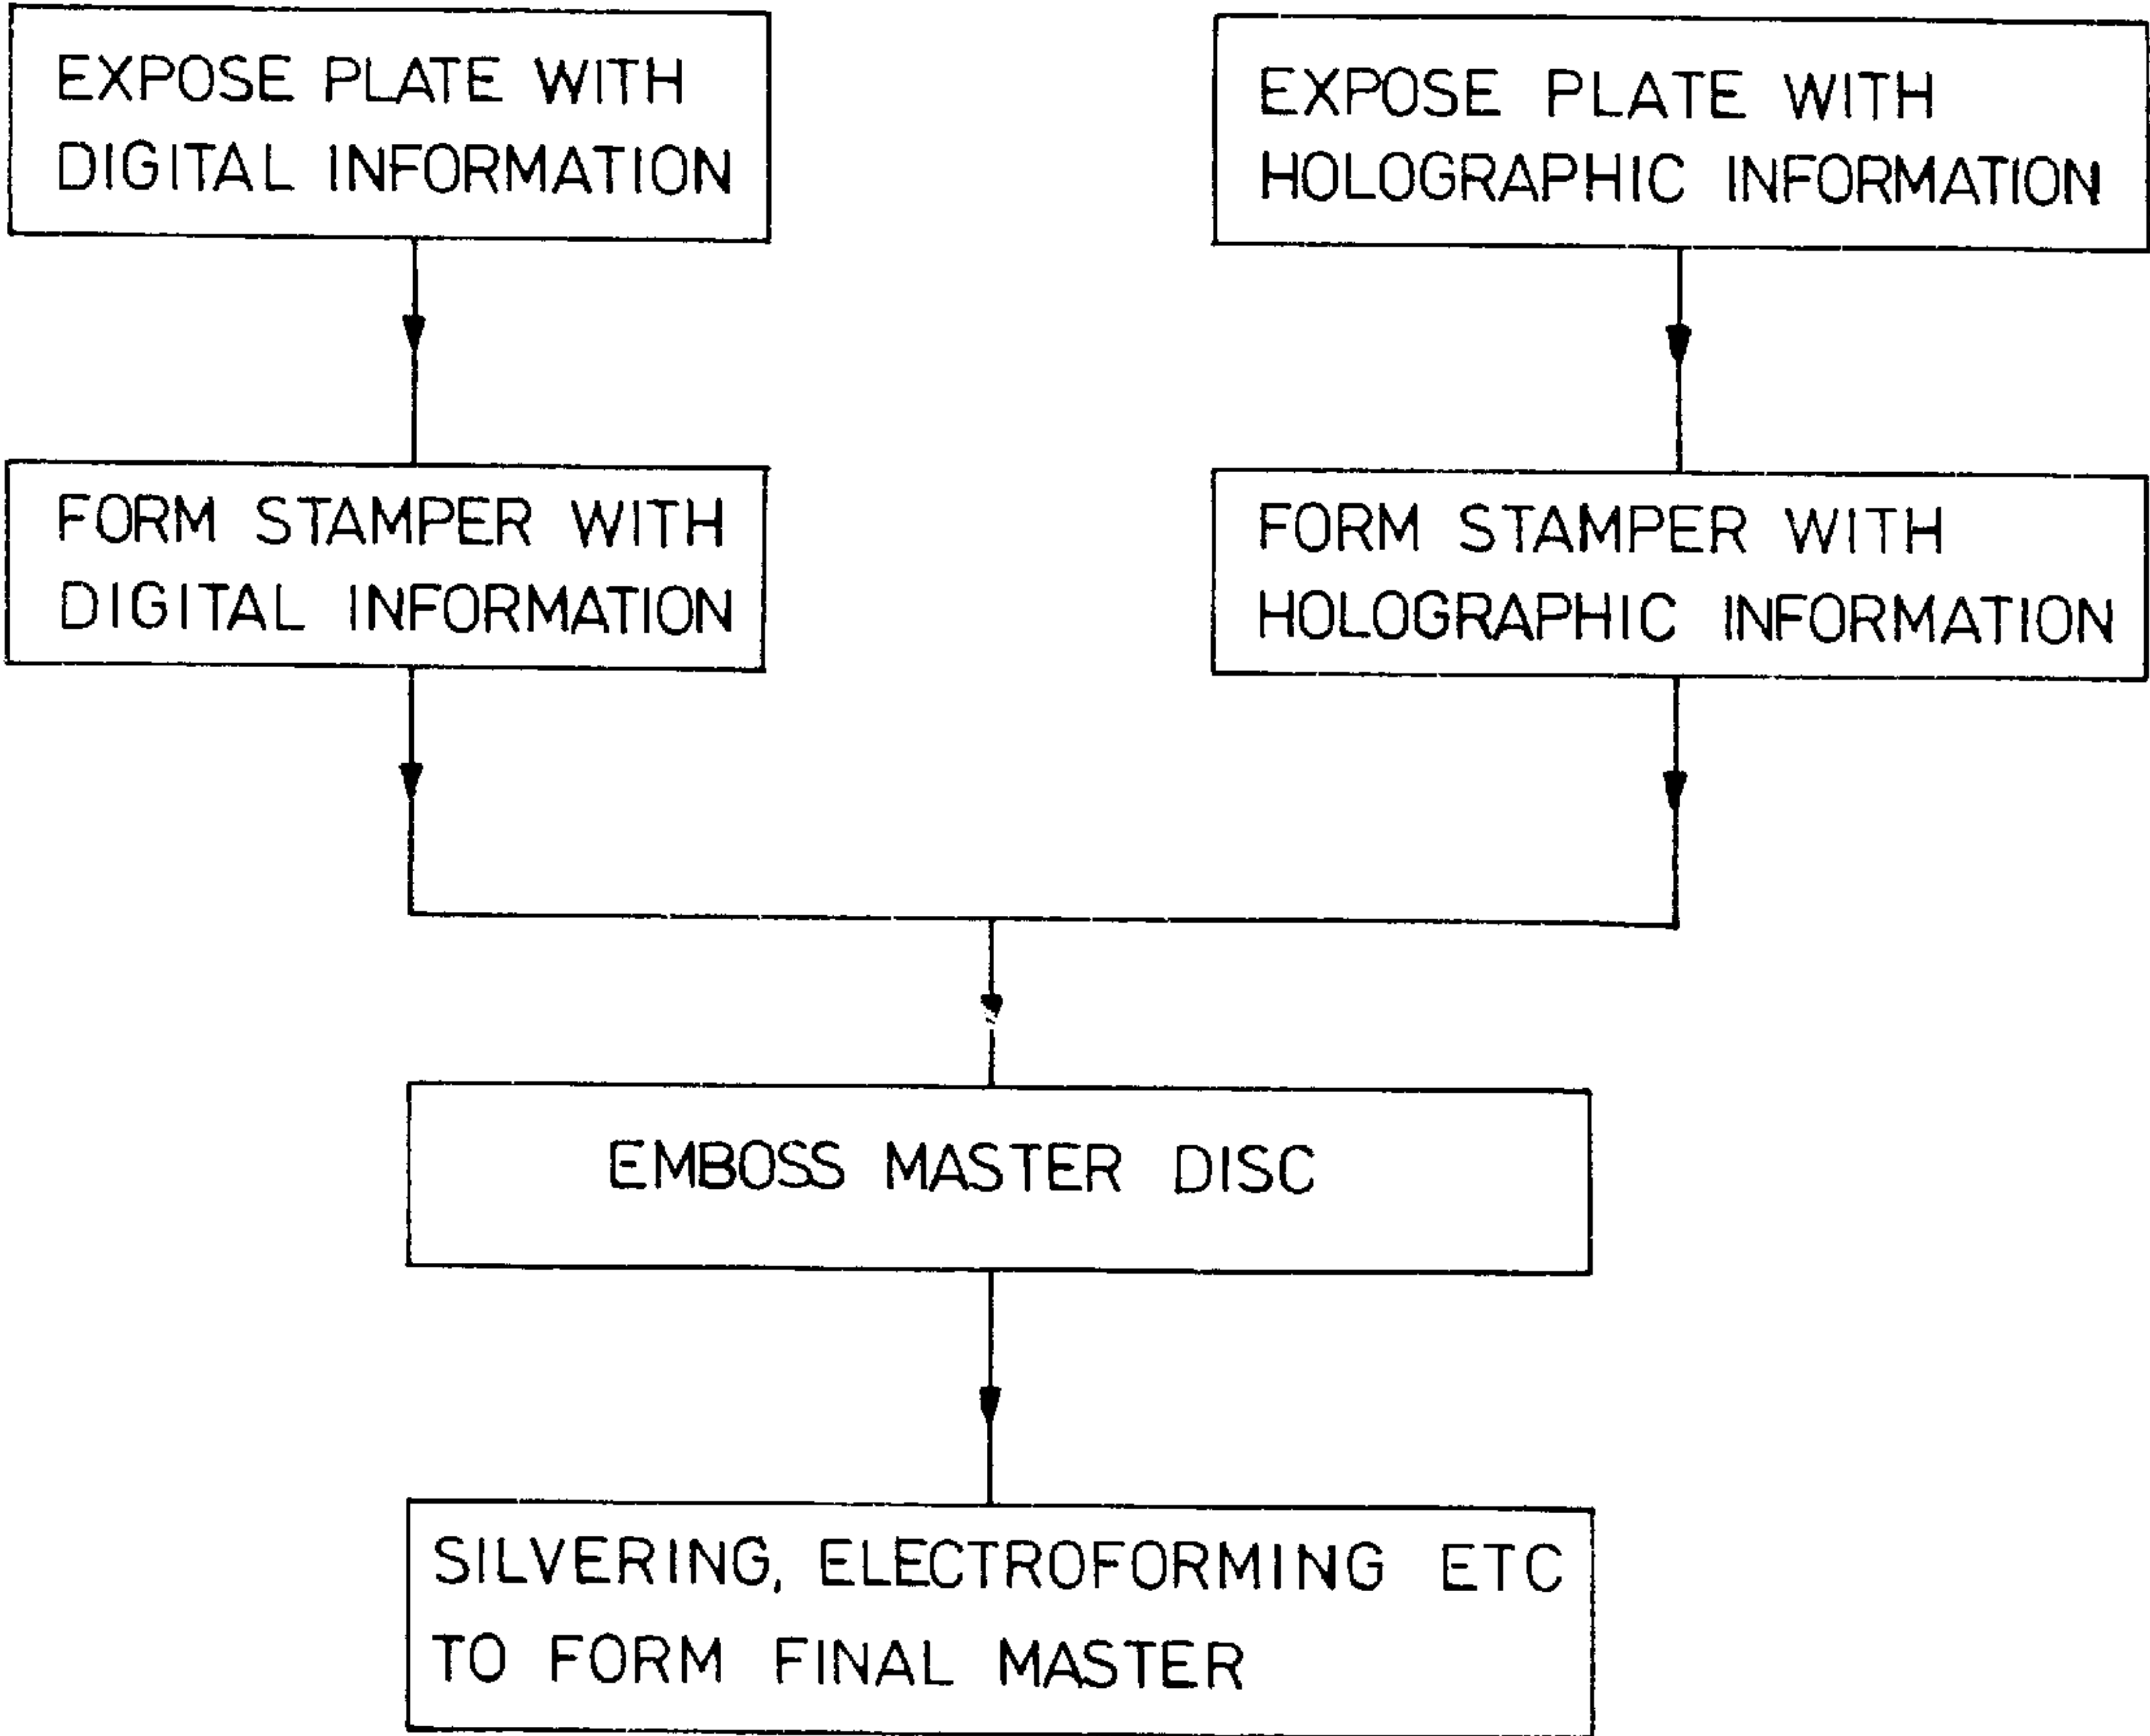 EXPOSE PLATE WITH
DIGITAL INFORMATION
EXPOSE PLATE WITH
HOLOGRAPHIC INFORMATION
FORM STAMPER WITH
DIGITAL INFORMATION
FORM STAMPER WITH
HOLOGRAPHIC INFORMATION
EMBOSS MASTER DISC
SILVERING, ELECTROFORMING ETC
TO FORM FINAL MASTER